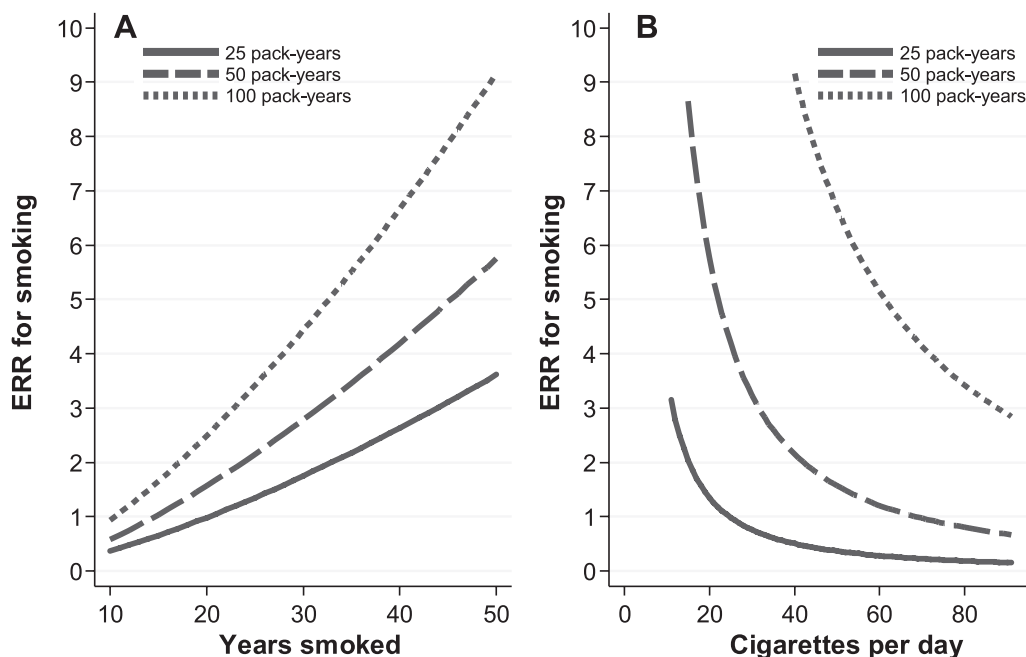 A
25 pack-years
50 pack-years
100 pack-years
ERR for smoking
10
9
8
7
6
5
4
3
2
1
0
10 20 30 40 50
Years smoked
B
25 pack-years
50 pack-years
100 pack-years
ERR for smoking
10
9
8
7
6
5
4
3
2
1
0
0 20 40 60 80
Cigarettes per day